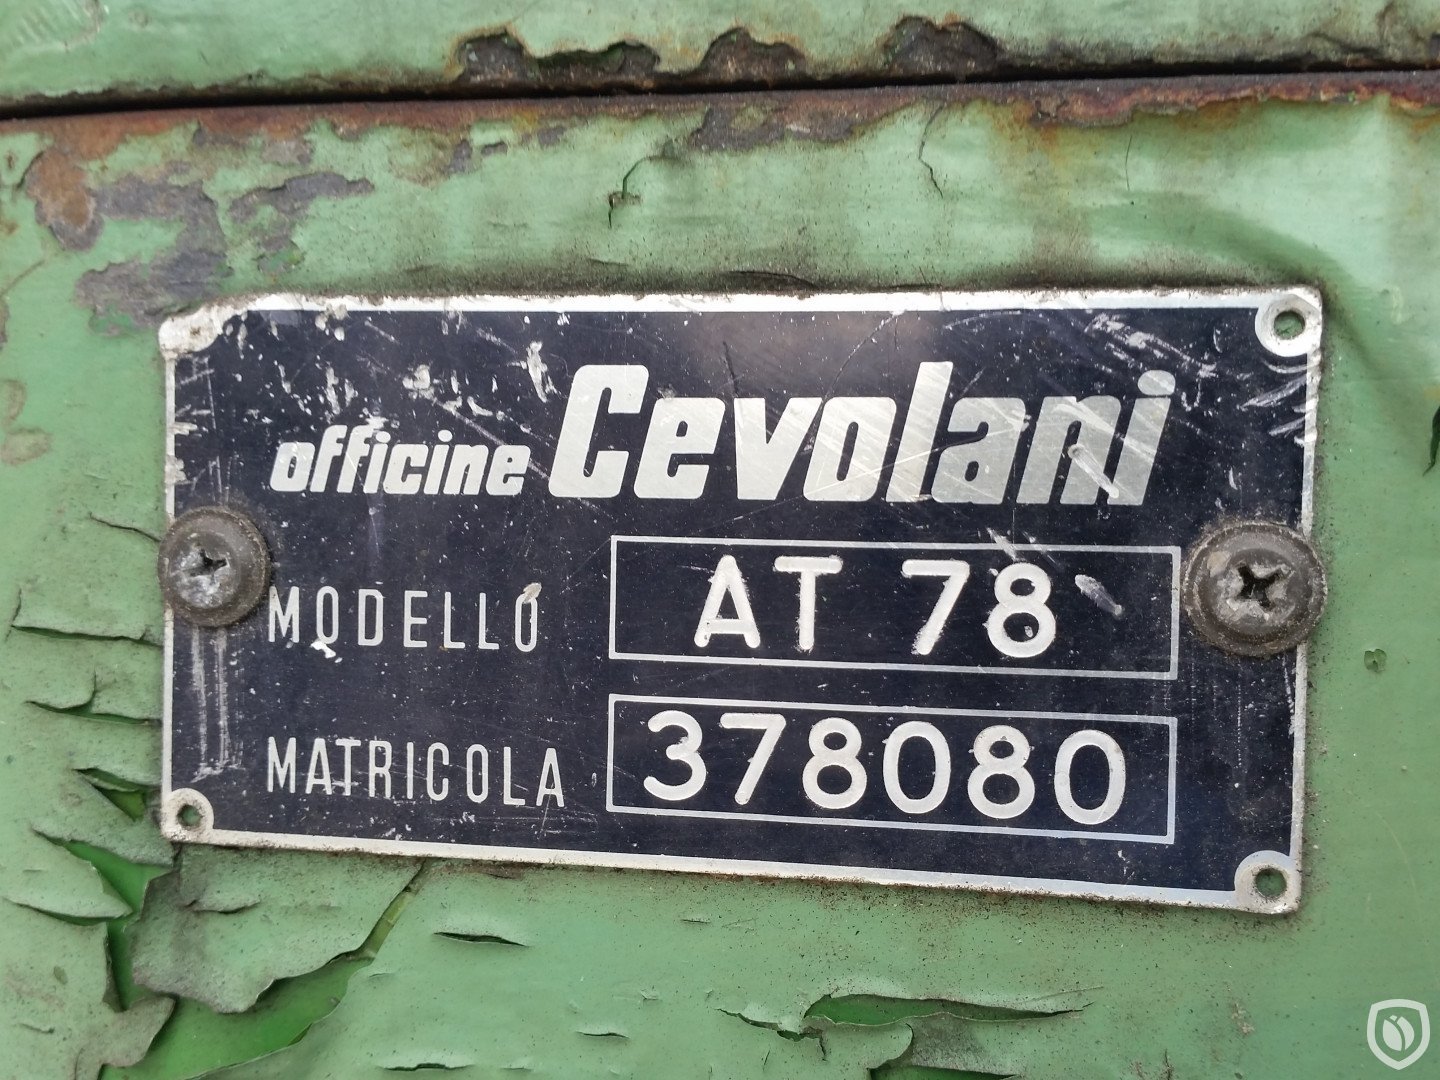 officine Cevolani
MODELLO AT 78
MATRICOLA 378080